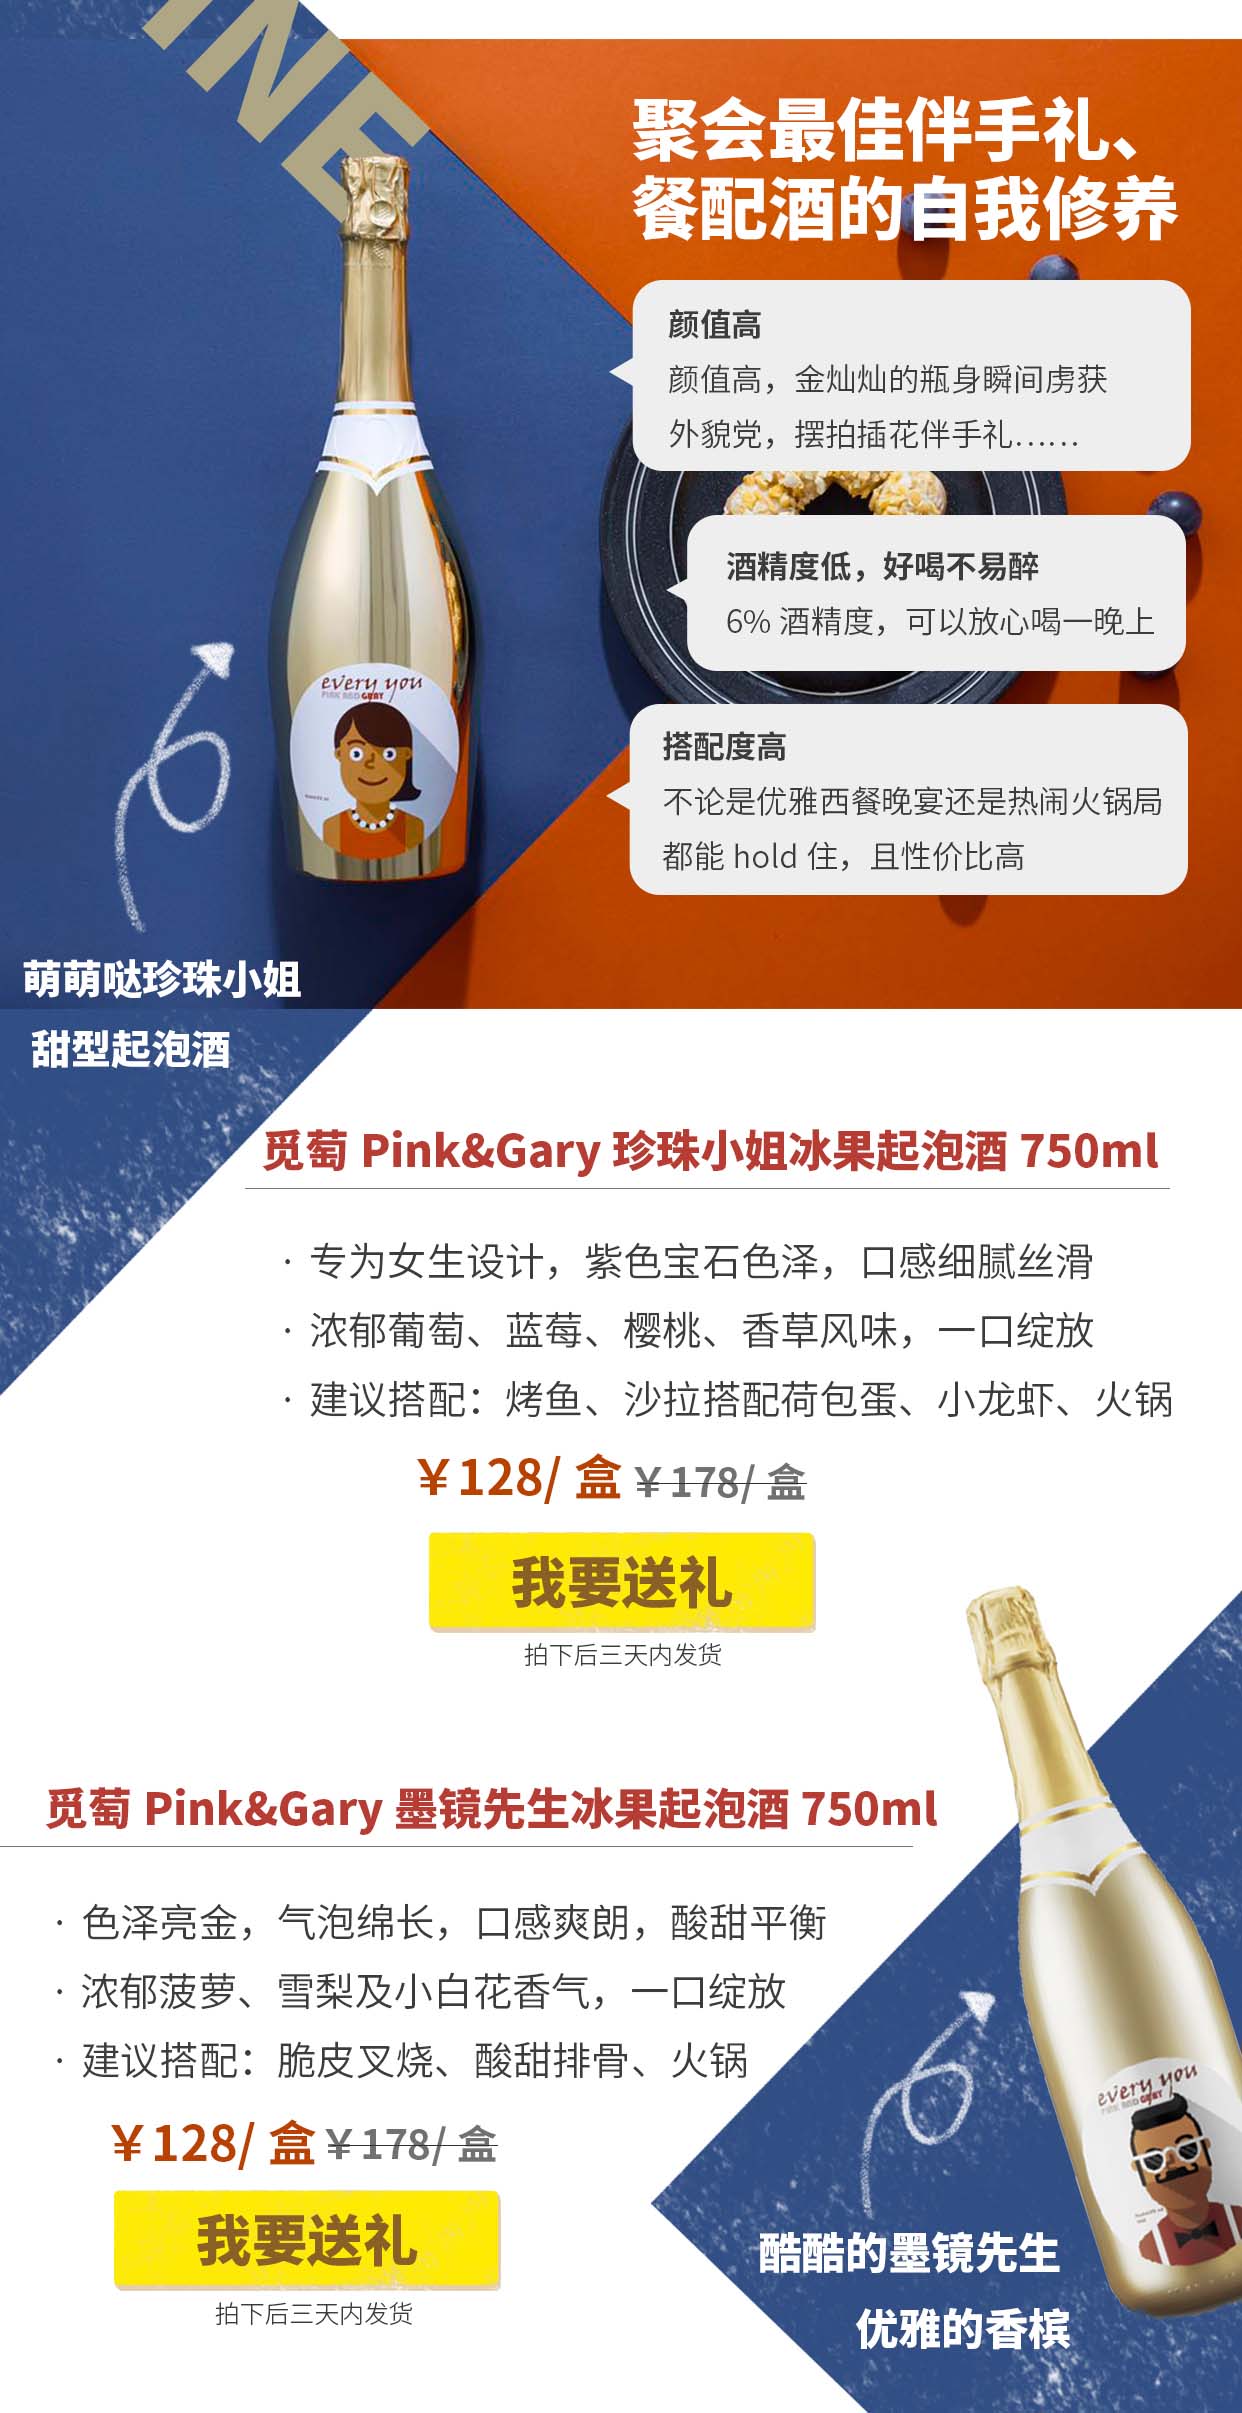 INE
聚会最佳伴手礼、
餐配酒的自我修养
颜值高
颜值高，金灿灿的瓶身瞬间虏获
外貌党，摆拍插花伴手礼……
酒精度低，好喝不易醉
6% 酒精度，可以放心喝一晚上
搭配度高
不论是优雅西餐晚宴还是热闹火锅局
都能 hold 住，且性价比高
every you
PINK AND GARY
萌萌哒珍珠小姐
甜型起泡酒
觅萄 Pink&Gary 珍珠小姐冰果起泡酒 750ml
· 专为女生设计，紫色宝石色泽，口感细腻丝滑
· 浓郁葡萄、蓝莓、樱桃、香草风味，一口绽放
· 建议搭配：烤鱼、沙拉搭配荷包蛋、小龙虾、火锅
￥128/ 盒 ￥178/ 盒
我要送礼
拍下后三天内发货
觅萄 Pink&Gary 墨镜先生冰果起泡酒 750ml
· 色泽亮金，气泡绵长，口感爽朗，酸甜平衡
· 浓郁菠萝、雪梨及小白花香气，一口绽放
· 建议搭配：脆皮叉烧、酸甜排骨、火锅
￥128/ 盒 ￥178/ 盒
我要送礼
拍下后三天内发货
every you
PINK AND GARY
酷酷的墨镜先生
优雅的香槟